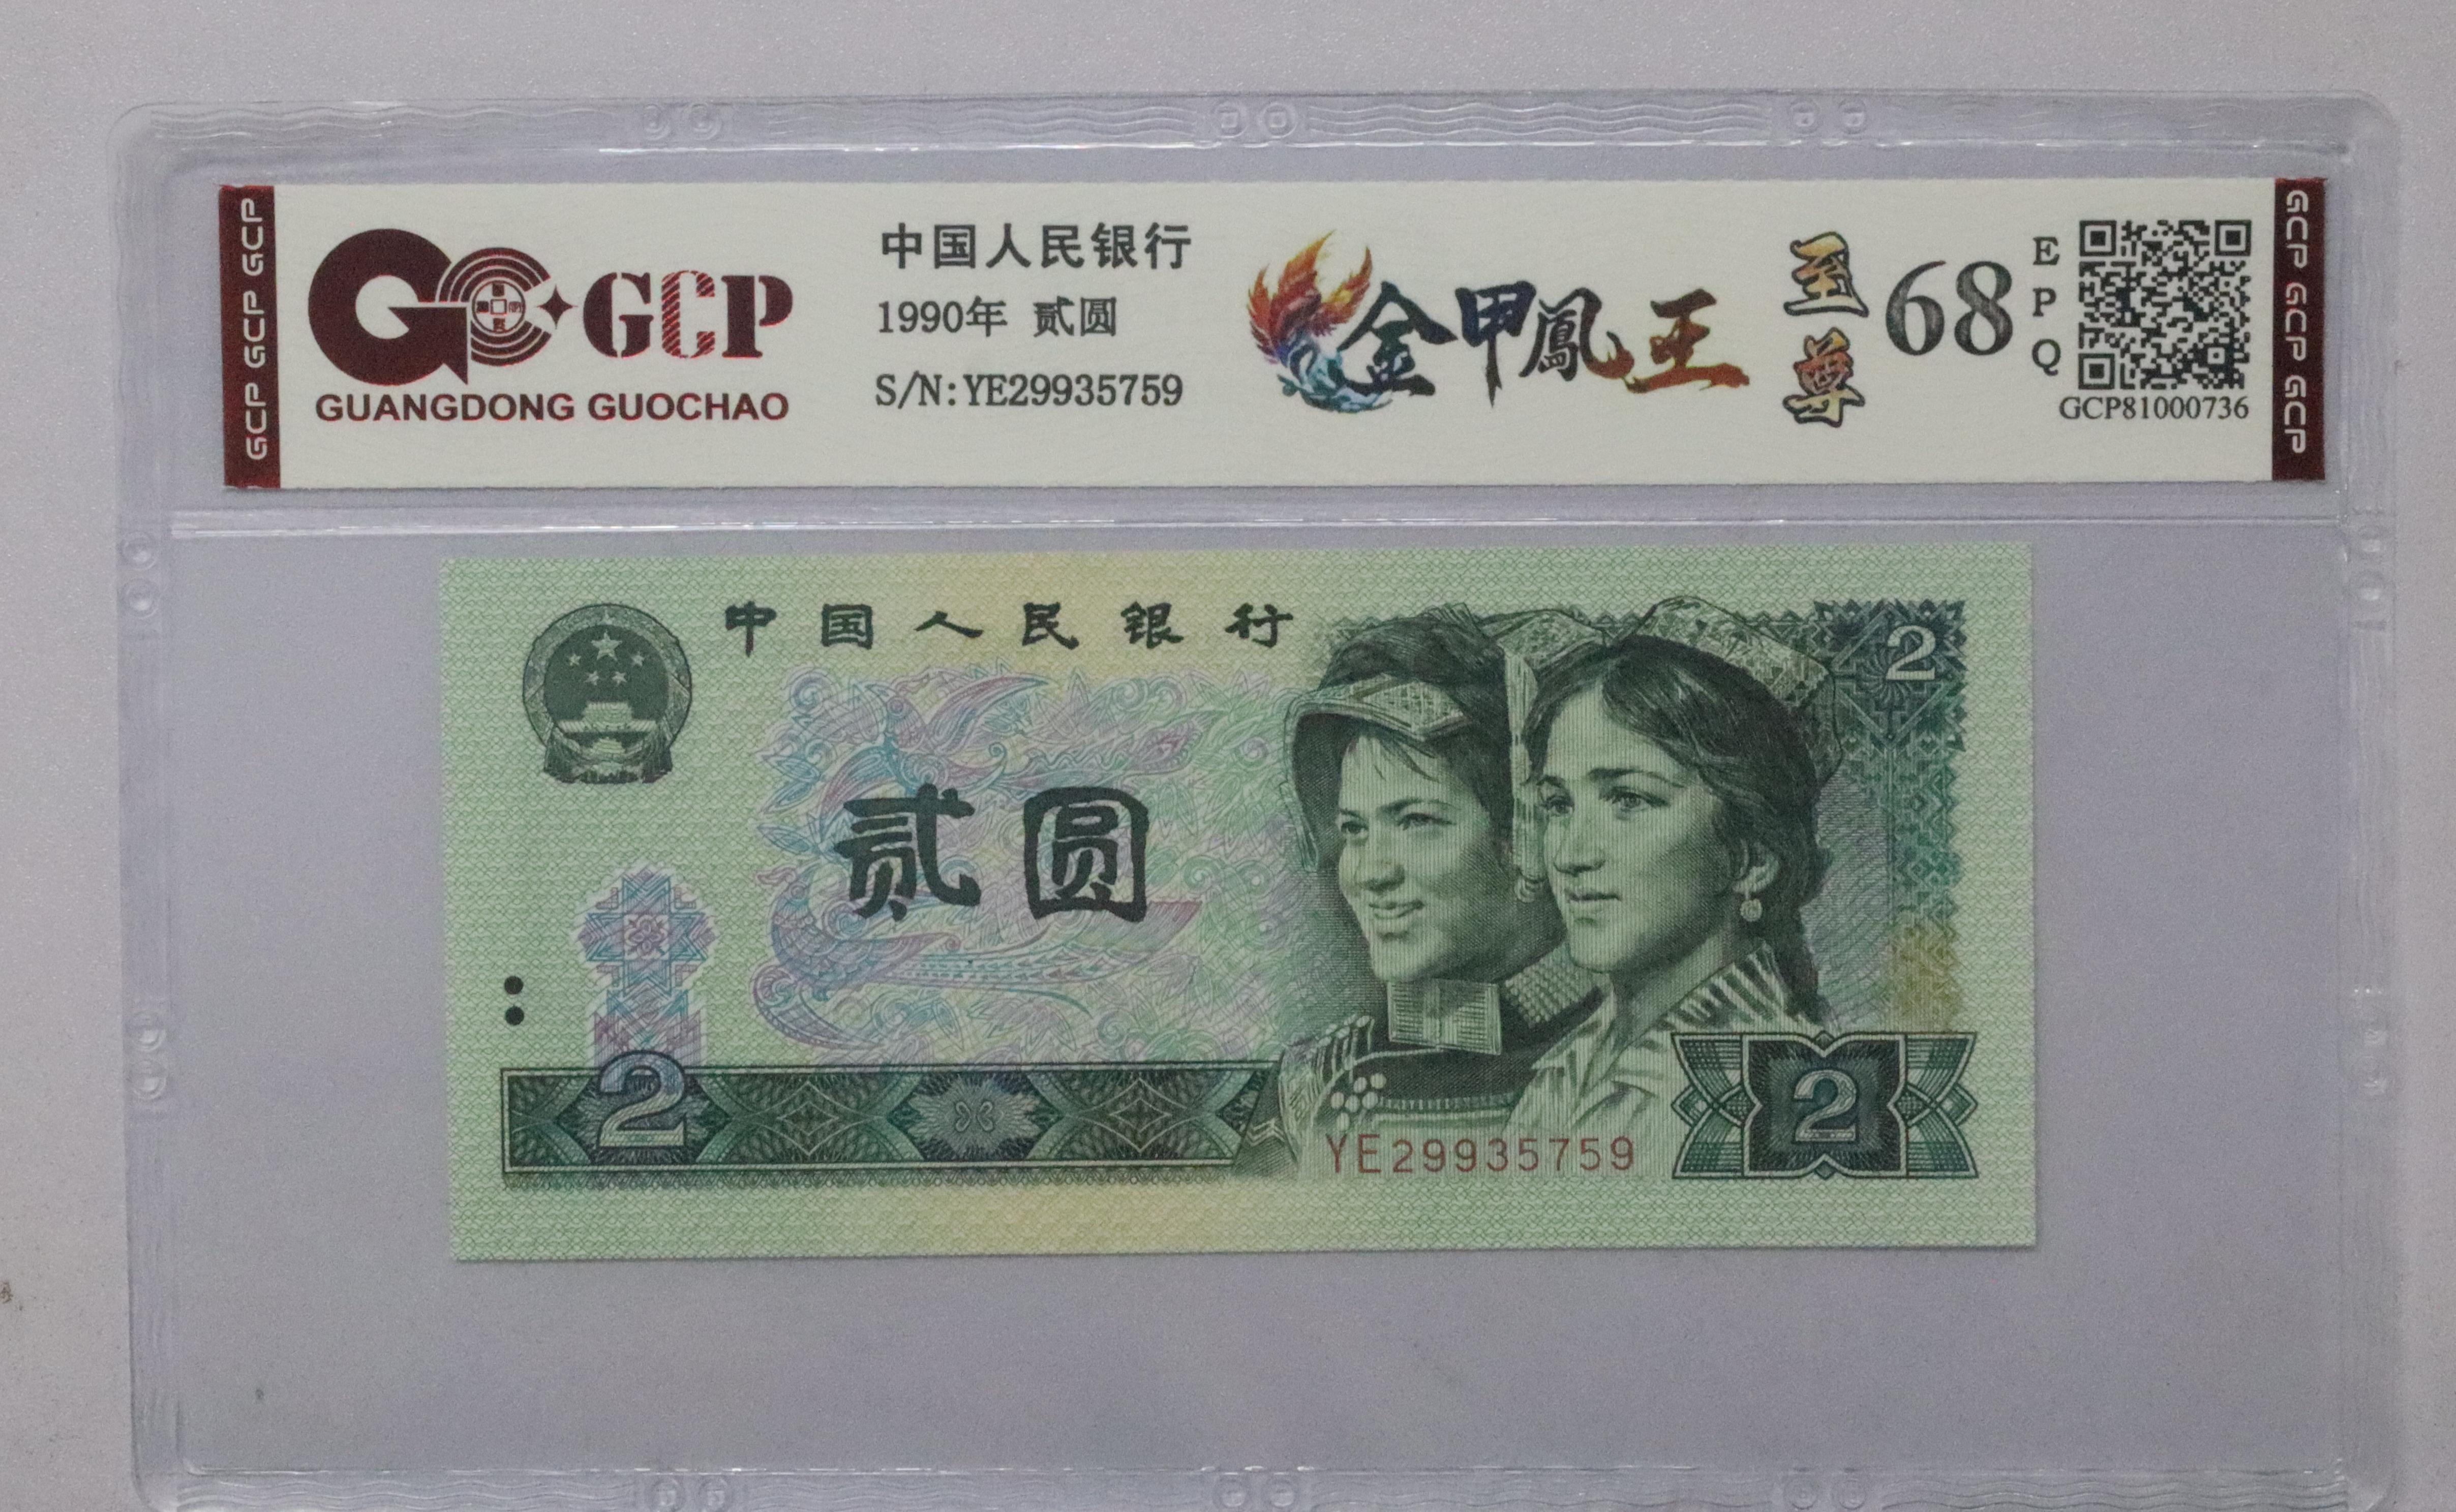 GCP GCP GCP
GCP
GUANGDONG GUOCHAO
中国人民银行
1990年 贰圆
S/N:YE29935759
金甲鳳王
至尊
68
EPQ
GCP81000736
GCP GCP GCP
中国人民银行
2
贰圆
2
YE29935759
2